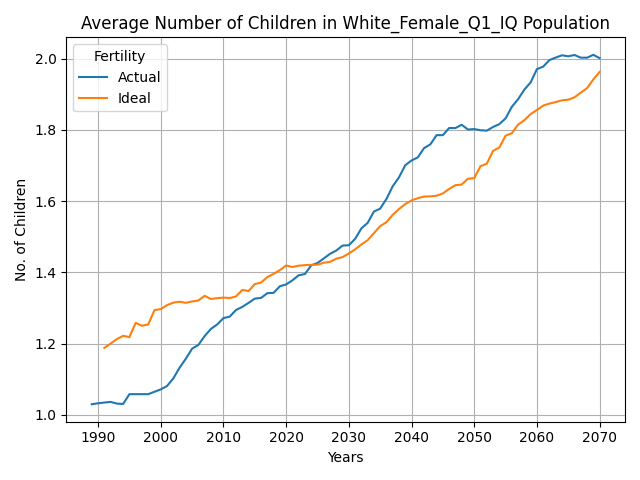 Average Number of Children in White_Female_Q1_IQ Population
Fertility
Actual
Ideal
No. of Children
2.0
1.8
1.6
1.4
1.2
1.0
1990 2000 2010 2020 2030 2040 2050 2060 2070
Years